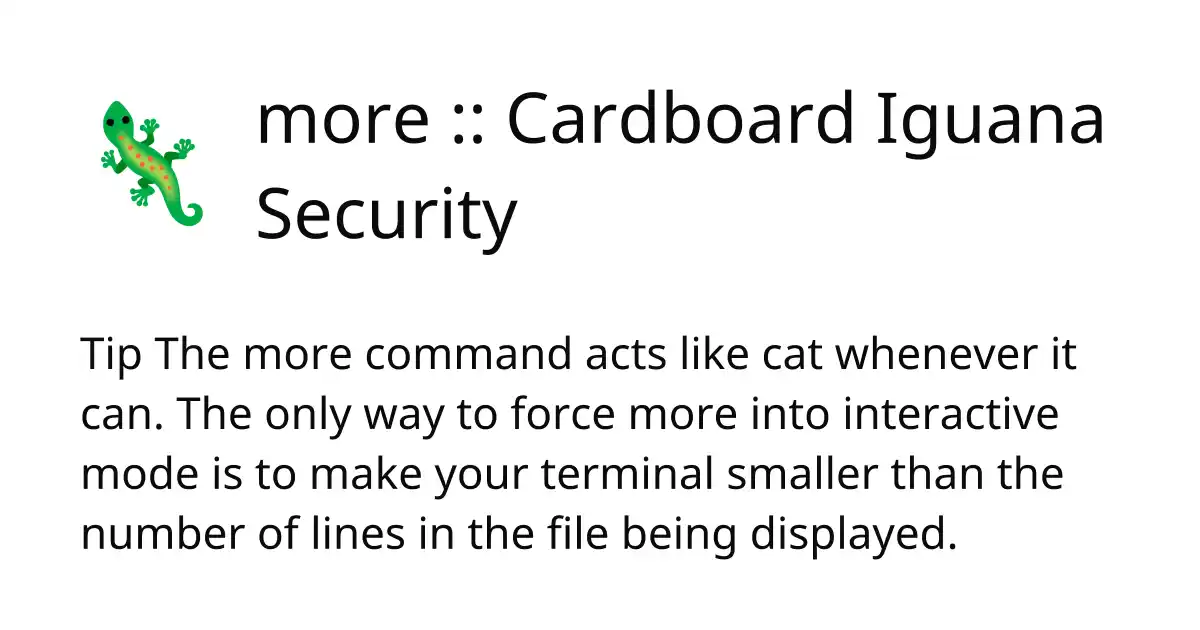 more :: Cardboard Iguana
Security
Tip The more command acts like cat whenever it
can. The only way to force more into interactive
mode is to make your terminal smaller than the
number of lines in the file being displayed.